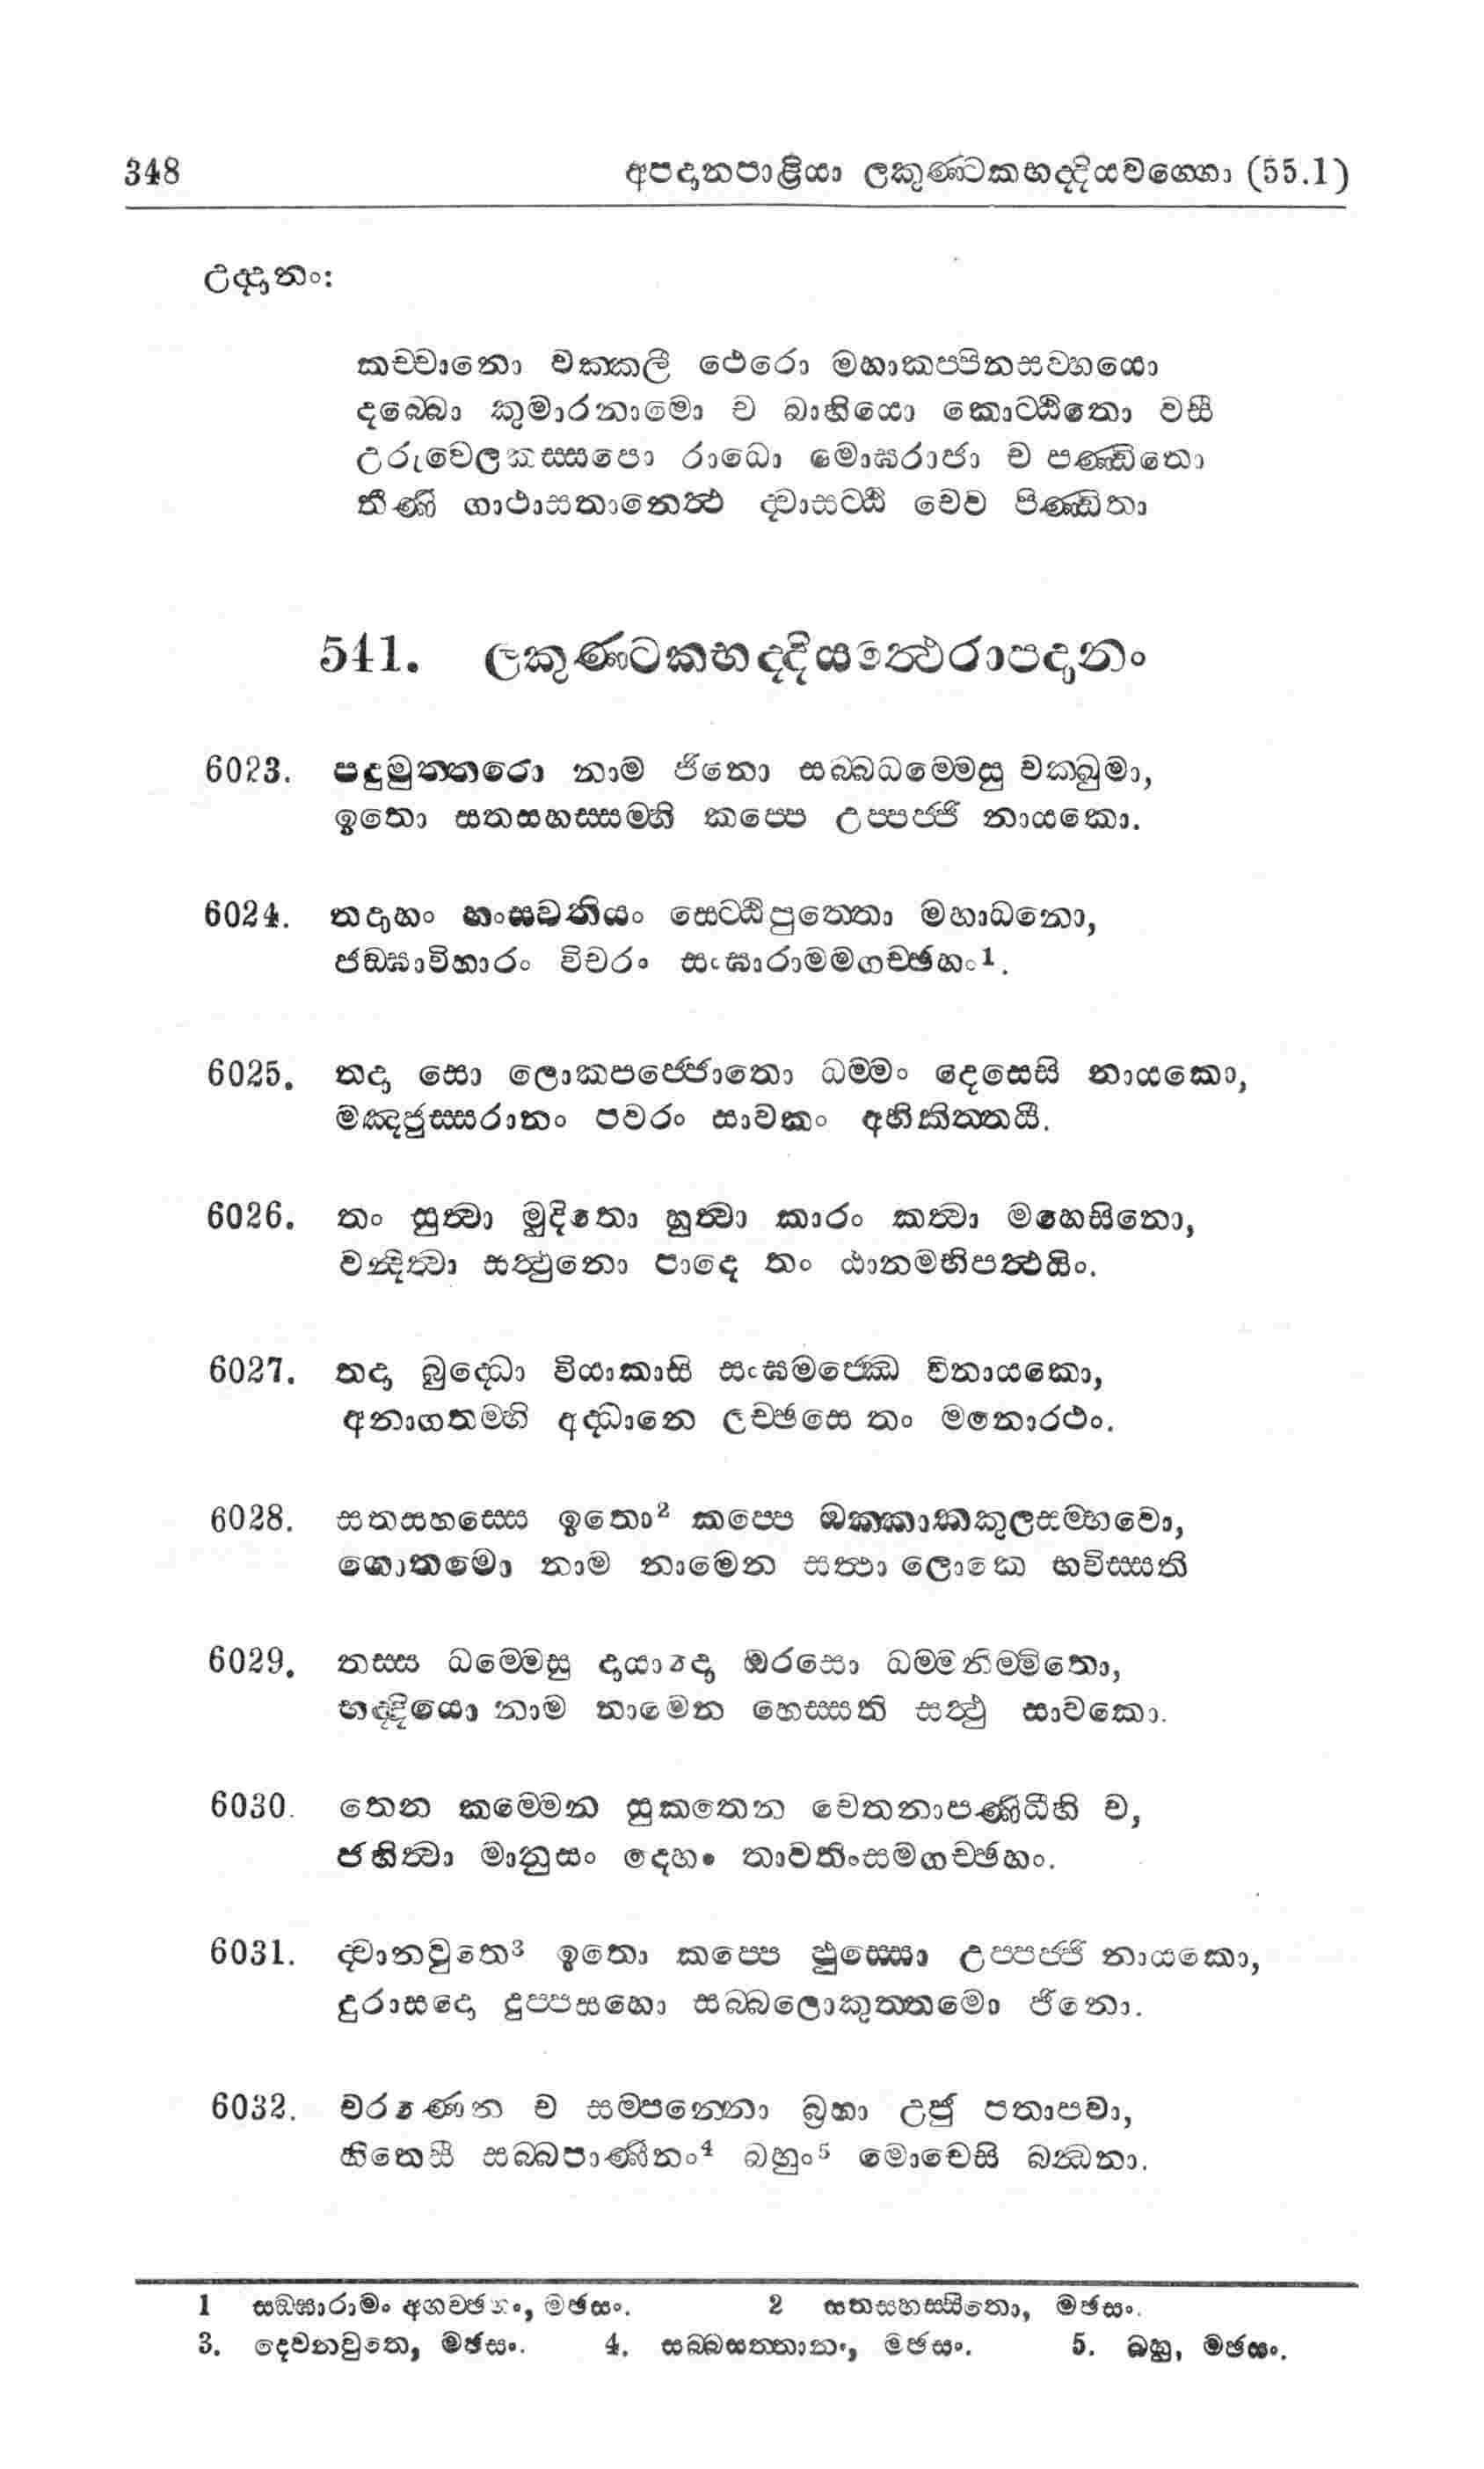 348 අපදානපාළියා ලකුණ්ටකභද්දියවග්ගො (55.1)
උද්දානං:
කච්චානො වක්කලී ථෙරො මහාකප්පිනසව්හයො
දබ්බො කුමාරනාමො ච බාහියො කොට්ඨිතො වසී
උරුවෙලකස්සපො රාධො මොඝරාජා ච පණ්ඩිතො
තීණි ගාථාසතානෙත්ථ ද්වාසට්ඨි චෙව පිණ්ඩිතා
541. ලකුණ්ටකභද්දියත්ථෙරාපදානං
6023. පදුමුත්තරො නාම ජිනො සබ්බධම්මෙසු චක්ඛුමා,
ඉතො සතසහස්සම්හි කප්පෙ උප්පජ්ජි නායකො.
6024. තදාහං හංසවතියං සෙට්ඨිපුත්තො මහාධනො,
ජඞ්ඝාවිහාරං විචරං සංඝාරාමමගච්ඡහං¹.
6025. තදා සො ලොකපජ්ජොතො ධම්මං දෙසෙසි නායකො,
මඤ්ජුස්සරානං පවරං සාවකං අභිකිත්තයී.
6026. තං සුත්වා මුදිතො හුත්වා කාරං කත්වා මහෙසිනො,
වන්දිත්වා සත්ථුනො පාදෙ තං ඨානමභිපත්ථයිං.
6027. තදා බුද්ධො වියාකාසි සංඝමජ්ඣෙ විනායකො,
අනාගතම්හි අද්ධානෙ ලච්ඡසෙ තං මනොරථං.
6028. සතසහස්සෙ ඉතො² කප්පෙ ඔක්කාකකුලසම්භවො,
ගොතමො නාම නාමෙන සත්ථා ලොකෙ භවිස්සති
6029. තස්ස ධම්මෙසු දායාදො ඔරසො ධම්මනිම්මිතො,
භද්දියො නාම නාමෙන හෙස්සති සත්ථු සාවකො.
6030. තෙන කම්මෙන සුකතෙන චෙතනාපණිධීහි ච,
ජහිත්වා මානුසං දෙහං තාවතිංසමගච්ඡහං.
6031. ද්වානවුතෙ³ ඉතො කප්පෙ ඵුස්සො උප්පජ්ජි නායකො,
දුරාසදො දුප්පසහො සබ්බලොකුත්තමො ජිනො.
6032. චරණෙන ච සම්පන්නො බ්‍රහා උජු පතාපවා,
හිතෙසී සබ්බපාණීනං⁴ බහුං⁵ මොචෙසි බන්ධනා.
1 සඞ්ඝාරාමං අගච්ඡහං, මඡසං. 2 සතසහස්සිතො, මඡසං.
3. ද්වෙනවුතෙ, මඡසං. 4. සබ්බසත්තානං, මඡසං. 5. බහු, මඡසං.